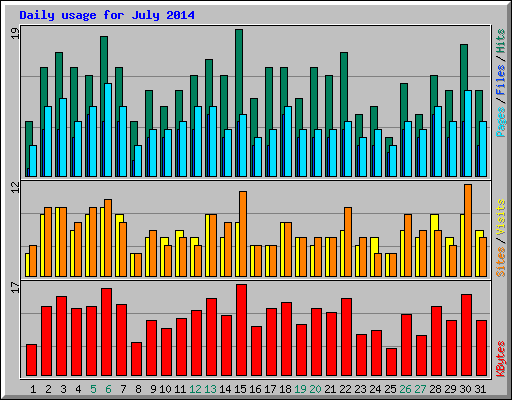 Daily usage for July 2014
19
Pages / Files / Hits
12
Sites / Visits
17
KBytes
1 2 3 4 5 6 7 8 9 10 11 12 13 14 15 16 17 18 19 20 21 22 23 24 25 26 27 28 29 30 31